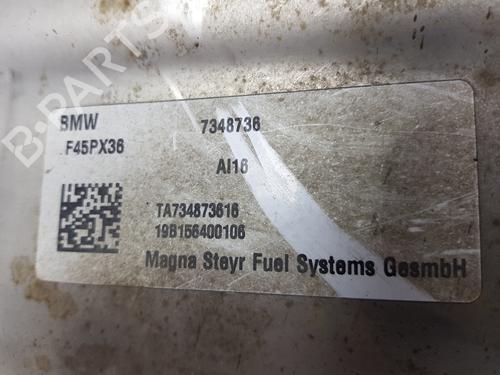 B-PARTS
BMW 7348736
F45PX36
AI16
TA734873616
19B156400106
Magna Steyr Fuel Systems GesmbH